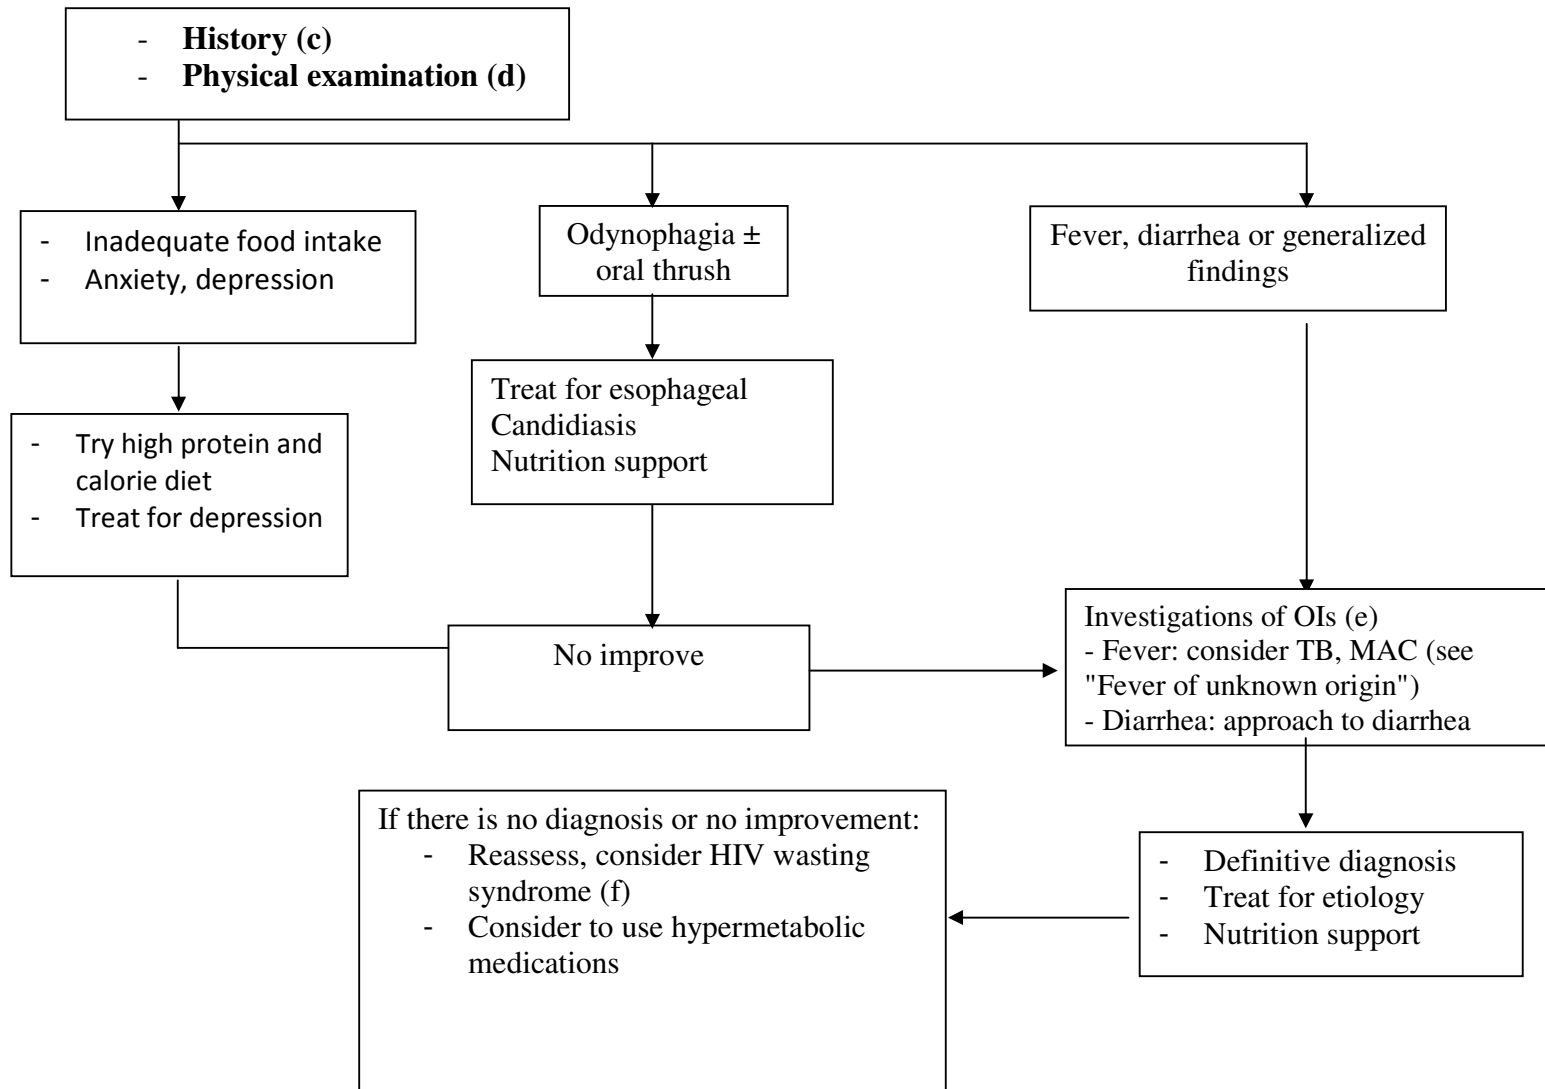 - History (c)
- Physical examination (d)
- Inadequate food intake
- Anxiety, depression
Odynophagia ±
oral thrush
Fever, diarrhea or generalized
findings
- Try high protein and
calorie diet
- Treat for depression
Treat for esophageal
Candidiasis
Nutrition support
No improve
Investigations of OIs (e)
- Fever: consider TB, MAC (see
"Fever of unknown origin")
- Diarrhea: approach to diarrhea
If there is no diagnosis or no improvement:
- Reassess, consider HIV wasting
syndrome (f)
- Consider to use hypermetabolic
medications
- Definitive diagnosis
- Treat for etiology
- Nutrition support